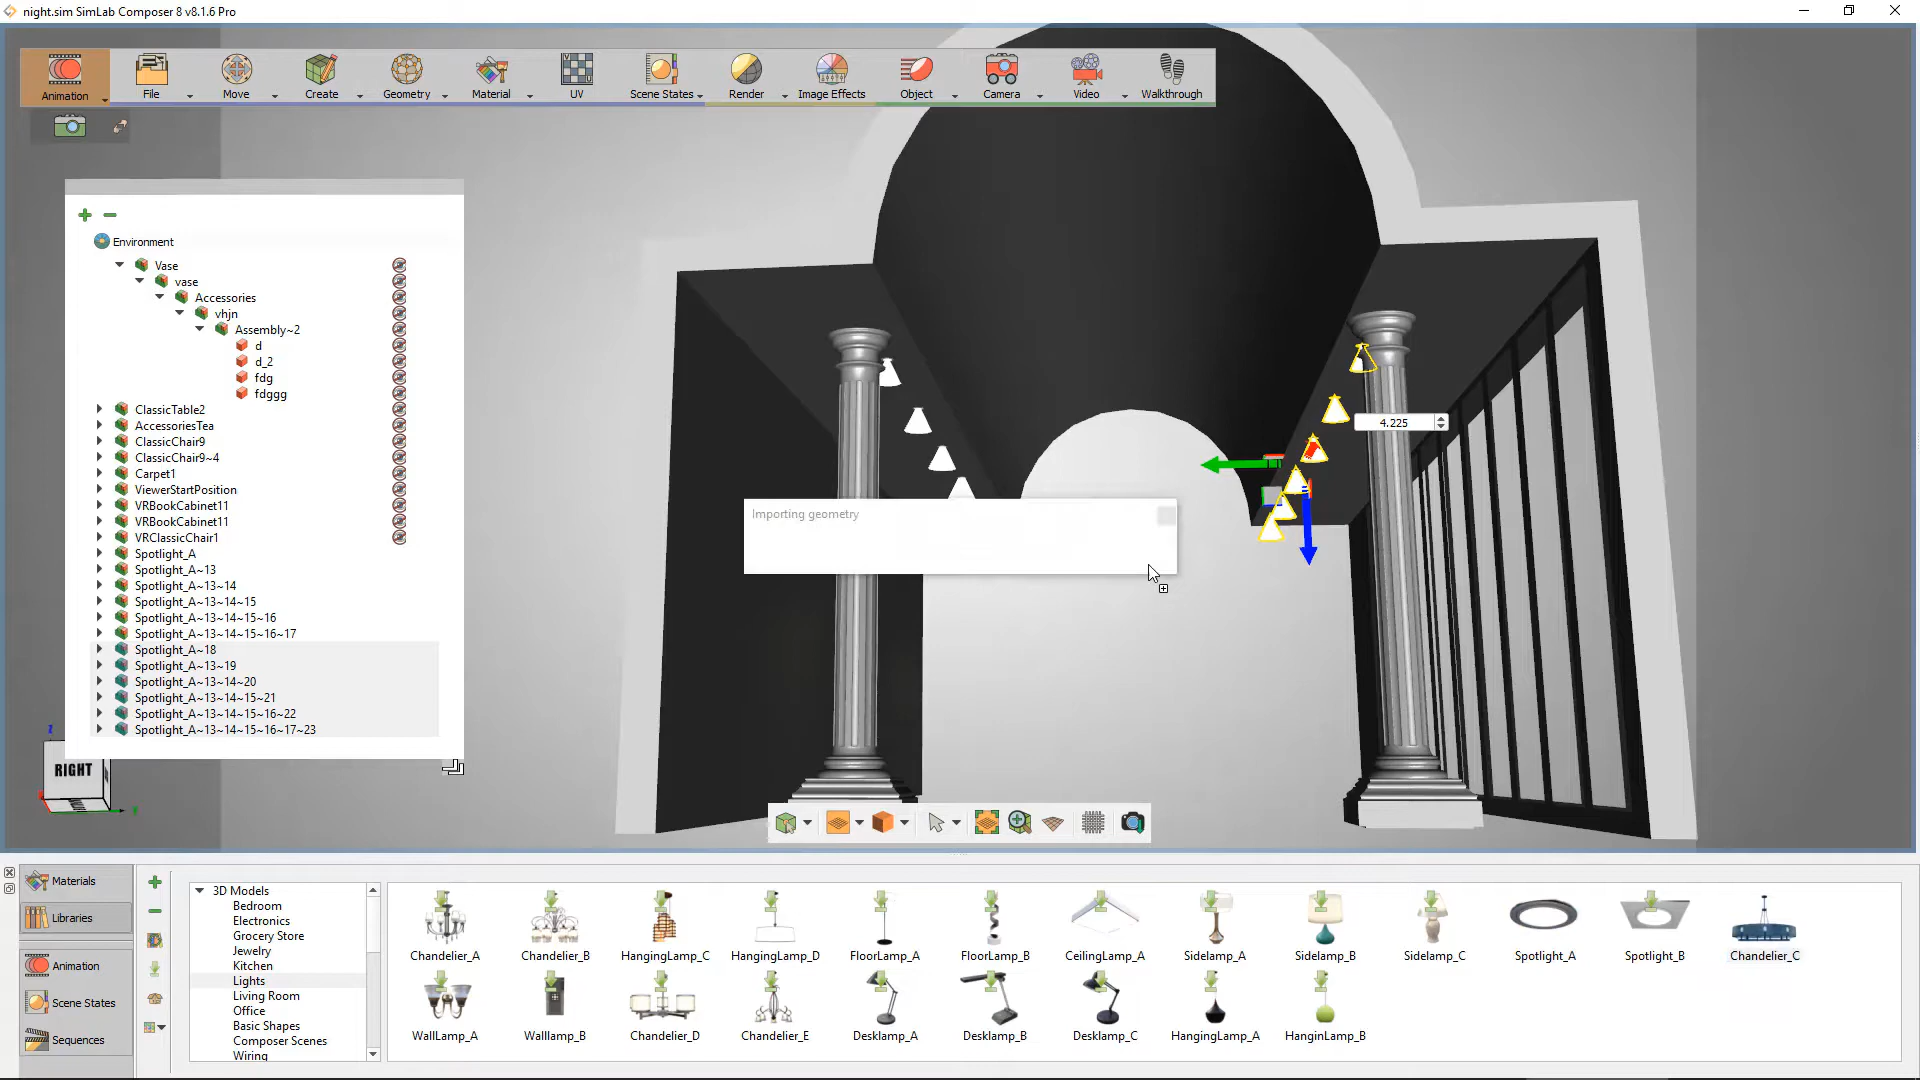 night.sim SimLab Composer 8 v8.1.6 Pro
Animation
File
Move
Create
Geometry
Material
UV
Scene States
Render
Image Effects
Object
Camera
Video
Walkthrough
Environment
Vase
vase
Accessories
vhjn
Assembly~2
d
d_2
fdg
fdggg
ClassicTable2
AccessoriesTea
ClassicChair9
ClassicChair9~4
Carpet1
ViewerStartPosition
VRBookCabinet11
VRBookCabinet11
VRClassicChair1
Spotlight_A
Spotlight_A~13
Spotlight_A~13~14
Spotlight_A~13~14~15
Spotlight_A~13~14~15~16
Spotlight_A~13~14~15~16~17
Spotlight_A~18
Spotlight_A~13~19
Spotlight_A~13~14~20
Spotlight_A~13~14~15~21
Spotlight_A~13~14~15~16~22
Spotlight_A~13~14~15~16~17~23
4.225
Importing geometry
RIGHT
Materials
Libraries
Animation
Scene States
Sequences
3D Models
Bedroom
Electronics
Grocery Store
Jewelry
Kitchen
Lights
Living Room
Office
Basic Shapes
Composer Scenes
Wiring
Chandelier_A
Chandelier_B
HangingLamp_C
HangingLamp_D
FloorLamp_A
FloorLamp_B
CeilingLamp_A
Sidelamp_A
Sidelamp_B
Sidelamp_C
Spotlight_A
Spotlight_B
Chandelier_C
WallLamp_A
Walllamp_B
Chandelier_D
Chandelier_E
Desklamp_A
Desklamp_B
Desklamp_C
HangingLamp_A
HanginLamp_B